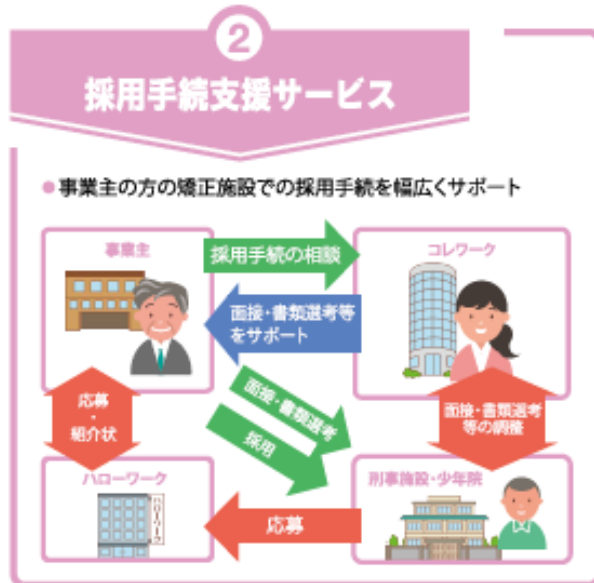 2
採用手続支援サービス
●事業主の方の矯正施設での採用手続を幅広くサポート
事業主
採用手続の相談
コレワーク
面接・書類選考等
をサポート
応募
・
紹介状
面接・書類選考
採用
面接・書類選考
等の調整
ハローワーク
ハローワーク
応募
刑事施設・少年院